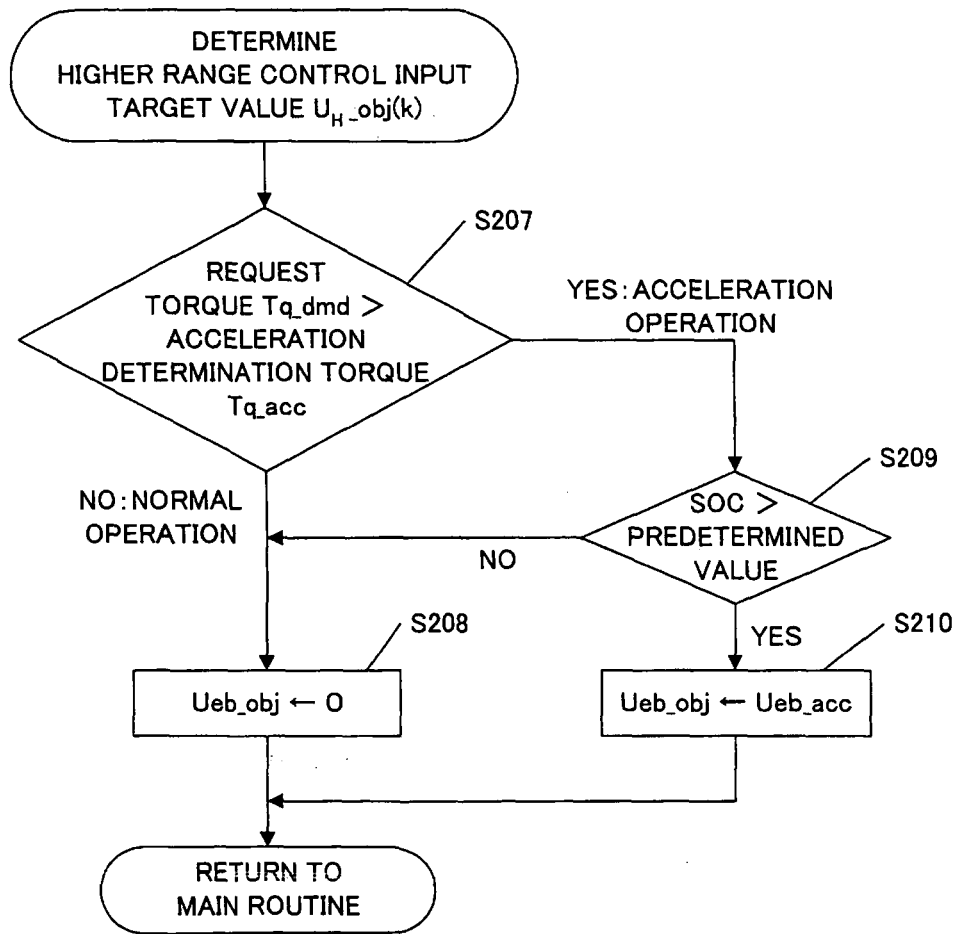 DETERMINE
HIGHER RANGE CONTROL INPUT
TARGET VALUE U_H_obj(k)
S207
REQUEST
TORQUE Tq_dmd >
ACCELERATION
DETERMINATION TORQUE
Tq_acc
YES:ACCELERATION
OPERATION
NO:NORMAL
OPERATION
S209
SOC >
PREDETERMINED
VALUE
NO
YES
S208
Ueb_obj ← 0
S210
Ueb_obj ← Ueb_acc
RETURN TO
MAIN ROUTINE